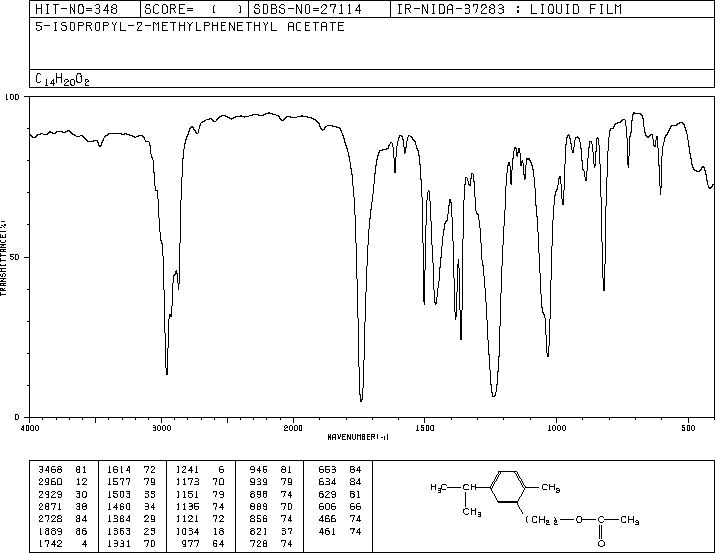 HIT-NO=348 SCORE= ( ) SDBS-NO=27114 IR-NIDA-37283 : LIQUID FILM
5-ISOPROPYL-2-METHYLPHENETHYL ACETATE
C14H20O2
100
50
0
TRANSMITTANCE(%)
4000 3000 2000 1500 1000 500
WAVENUMBER(-1)
3468 81 1614 72 1241 6 945 81 653 84
2960 12 1577 79 1173 70 939 79 634 84
2929 30 1503 35 1151 79 898 74 629 81
2871 38 1460 34 1136 74 889 70 606 66
2728 84 1384 29 1121 72 856 74 466 74
1889 86 1363 23 1034 18 821 37 461 74
1742 4 1331 70 977 64 728 74
H3C CH CH3
CH3 (CH2)2 O C CH3
O